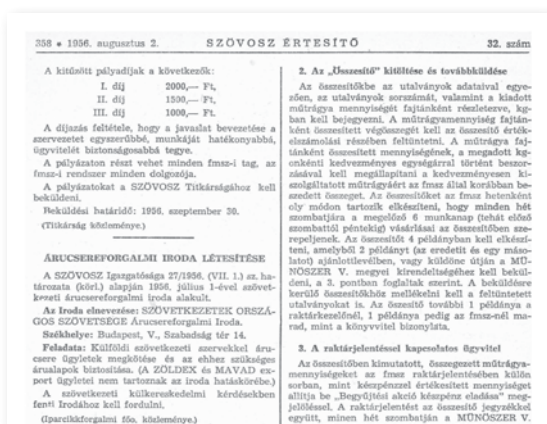 358 • 1956. augusztus 2.
SZÖVOSZ ÉRTESÍTŐ
32. szám
A kitűzött pályadíjak a következők:
I. díj 2000,— Ft,
II. díj 1500,— Ft,
III. díj 1000,— Ft.
A díjazás feltétele, hogy a javaslat bevezetése a
szervezetet egyszerűbbé, munkáját hatékonyabbá,
ügyvitelét biztonságosabbá tegye.
A pályázaton részt vehet minden fmsz-i tag, az
fmsz-i rendszer minden dolgozója.
A pályázatokat a SZÖVOSZ Titkárságához kell
beküldeni.
Beküldési határidő: 1956. szeptember 30.
(Titkárság közleménye.)
ÁRUCSEREFORGALMI IRODA LÉTESÍTÉSE
A SZÖVOSZ Igazgatósága 27/1956. (VII. 1.) sz. ha-
tározata (körl.) alapján 1956. július 1-ével szövet-
kezeti árucsereforgalmi iroda alakult.
Az Iroda elnevezése: SZÖVETKEZETEK ORSZÁ-
GOS SZÖVETSÉGE Árucsereforgalmi Iroda.
Székhelye: Budapest, V., Szabadság tér 14.
Feladata: Külföldi szövetkezeti szervekkel áru-
csere ügyletek megkötése és az ehhez szükséges
árualapok biztosítása. (A ZÖLDEX és MAVAD ex-
port ügyletei nem tartoznak az iroda hatáskörébe.)
A szövetkezeti külkereskedelmi kérdésekben
fenti Irodához kell fordulni.
(Iparcikkforgalmi főo. közleménye.)
2. Az „Összesítő" kitöltése és továbbküldése
Az összesítőkbe az utalványok adataival egye-
zően, az utalványok sorszámát, valamint a kiadott
műtrágya mennyiségét fajtánként részletezve, kg-
ban kell bejegyezni. A műtrágyamennyiség fajtán-
ként összesített végösszegét kell az összesítő érték-
elszámolási részében feltüntetni. A műtrágya faj-
tánként összesített mennyiségének, a megadott kg-
onkénti kedvezményes egységárral történt beszor-
zásával kell megállapítani a kedvezményesen ki-
szolgáltatott műtrágyáért az fmsz által korábban be-
szedett összeget. Az összesítőket az fmsz hetenként
oly módon tartozik elkészíteni, hogy minden hét
szombatjára a megelőző 6 munkanap (tehát előző
szombattól péntekig) vásárlásai az összesítőben sze-
repeljenek. Az összesítőt 4 példányban kell elkészí-
teni, amelyből 2 példányt (az eredetit és egy máso-
latot) ajánlottlevélben, vagy küldönc útján a MŰ-
NÖSZER V. megyei kirendeltségéhez kell bekül-
deni, a 3. pontban foglaltak szerint. A beküldésre
kerülő összesítőkhöz mellékelni kell a feltüntetett
utalványokat is. Az összesítő további 1 példánya a
raktárkezelőnél, 1 példánya pedig az fmsz-nél ma-
rad, mint a könyvvitel bizonylata.
3. A raktárjelentéssel kapcsolatos ügyvitel
Az összesítőben kimutatott, összegezett műtrágya-
mennyiségeket az fmsz raktárjelentésében külön
sorban, mint készpénzzel értékesített mennyiséget
állítja be „Begyűjtési akció készpénz eladása" meg-
jelöléssel. A raktárjelentést az összesítő jegyzékkel
együtt, minden hét szombatján a MŰNÖSZER V.